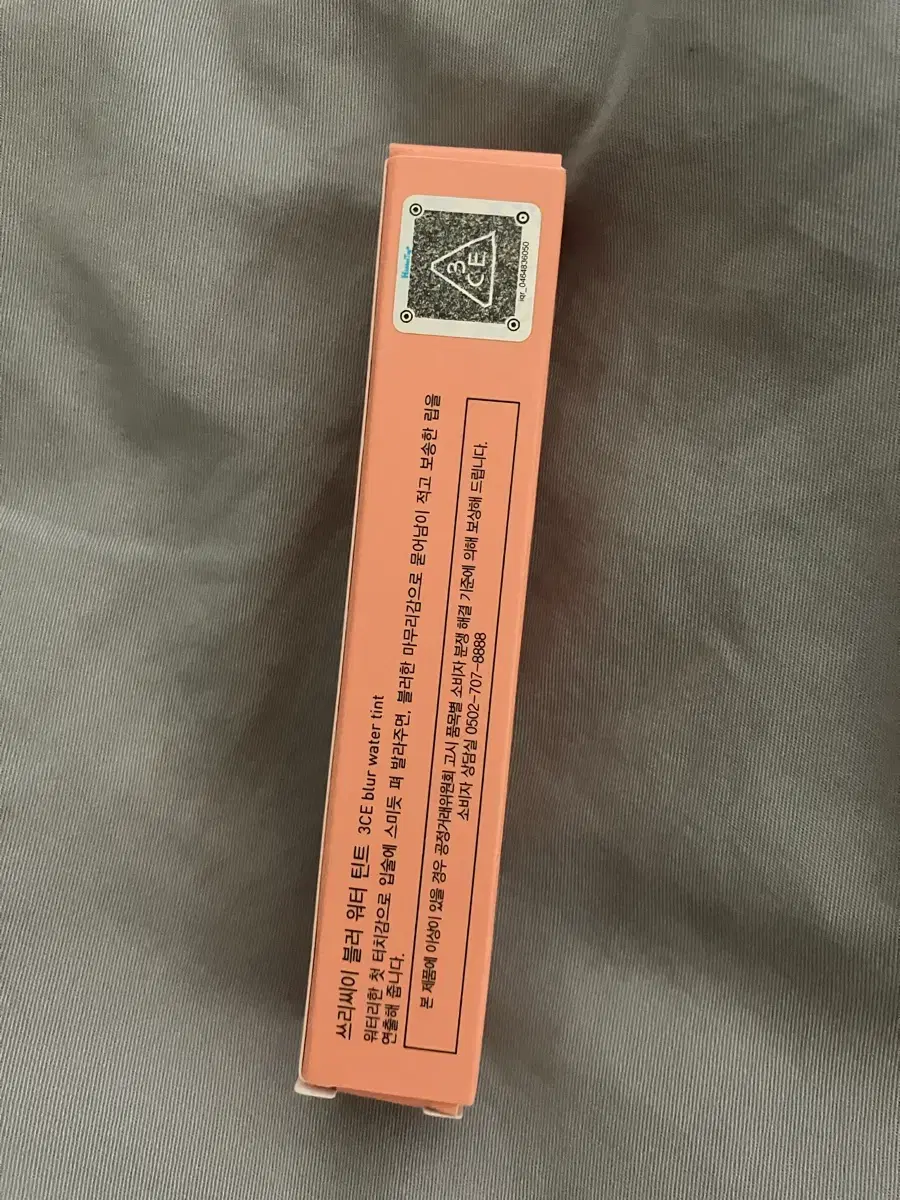 쓰리씨이 블러 워터 틴트 3CE blur water tint
워터리한 첫 터치감으로 입술에 스미듯 펴 발라주면, 블러한 마무리감으로 묻어남이 적고 보송한 립을
연출해 줍니다.
본 제품에 이상이 있을 경우 공정거래위원회 고시 품목별 소비자 분쟁 해결 기준에 의해 보상해 드립니다.
소비자 상담실 0502-707-8888
3
CE